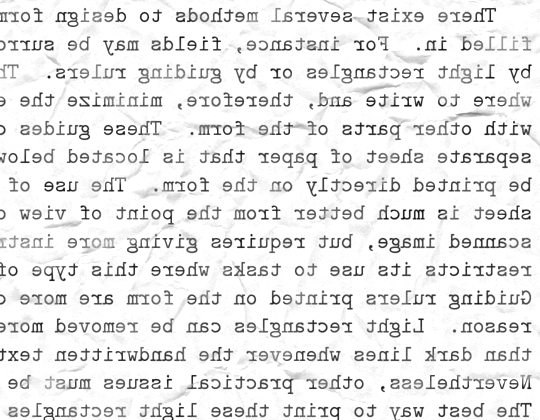 There exist several methods to design form
filled in. For instance, fields may be
by light rectangles or by guiding rulers.
where to write and, therefore, minimize the
with other parts of the form. These guides
separate sheet of paper that is located below
be printed directly on the form. The use of
sheet is much better from the point of view
scanned image, but requires giving more
restricts its use to tasks where this type of
Guiding rulers printed on the form are more
reason. Light rectangles can be removed more
than dark lines whenever the handwritten text
Nevertheless, other practical issues must be
The best way to print these light rectangles